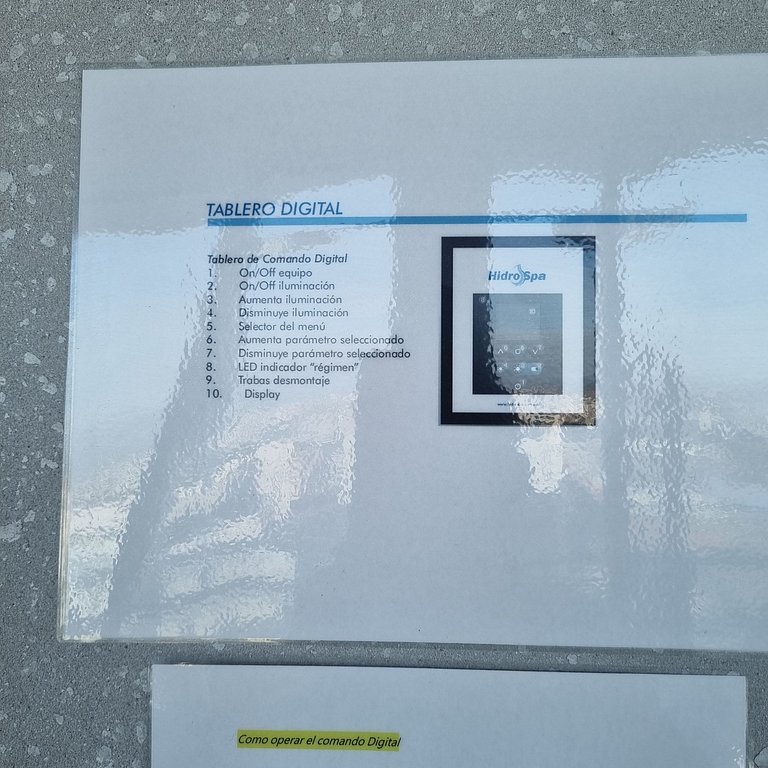 TABLERO DIGITAL
Tablero de Comando Digital
1. On/Off equipo
2. On/Off iluminación
3. Aumenta iluminación
4. Disminuye iluminación
5. Selector del menú
6. Aumenta parámetro seleccionado
7. Disminuye parámetro seleccionado
8. LED indicador “régimen”
9. Trabas desmontaje
10. Display
Hidro Spa
Como operar el comando Digital